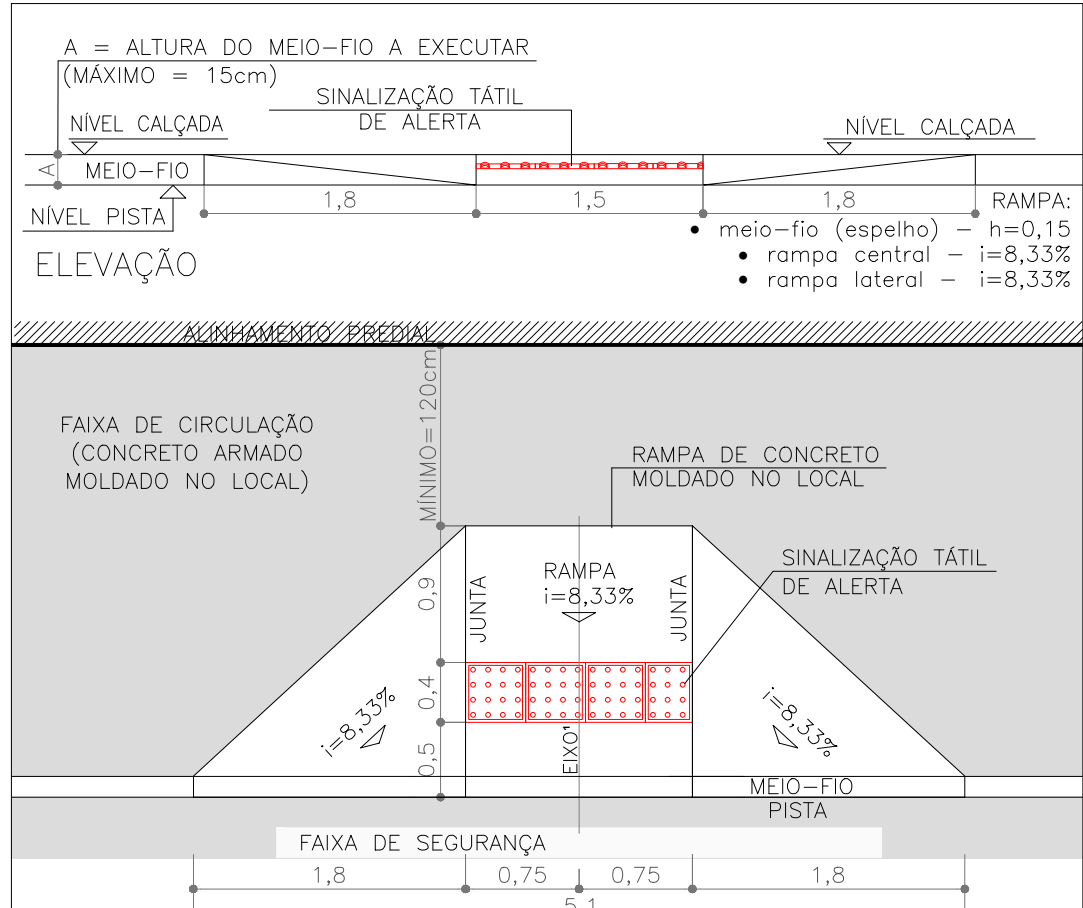 A = ALTURA DO MEIO-FIO A EXECUTAR
(MÁXIMO = 15cm)
SINALIZAÇÃO TÁTIL
DE ALERTA
NÍVEL CALÇADA
NÍVEL CALÇADA
A
MEIO-FIO
NÍVEL PISTA
1,8
1,5
1,8
RAMPA:
• meio-fio (espelho) - h=0,15
• rampa central - i=8,33%
• rampa lateral - i=8,33%
ELEVAÇÃO
ALINHAMENTO PREDIAL
MÍNIMO=120cm
FAIXA DE CIRCULAÇÃO
(CONCRETO ARMADO
MOLDADO NO LOCAL)
RAMPA DE CONCRETO
MOLDADO NO LOCAL
SINALIZAÇÃO TÁTIL
DE ALERTA
0,9
JUNTA
RAMPA
i=8,33%
JUNTA
0,4
i=8,33%
i=8,33%
0,5
EIXO¹
MEIO-FIO
PISTA
FAIXA DE SEGURANÇA
1,8
0,75
0,75
1,8
5,1